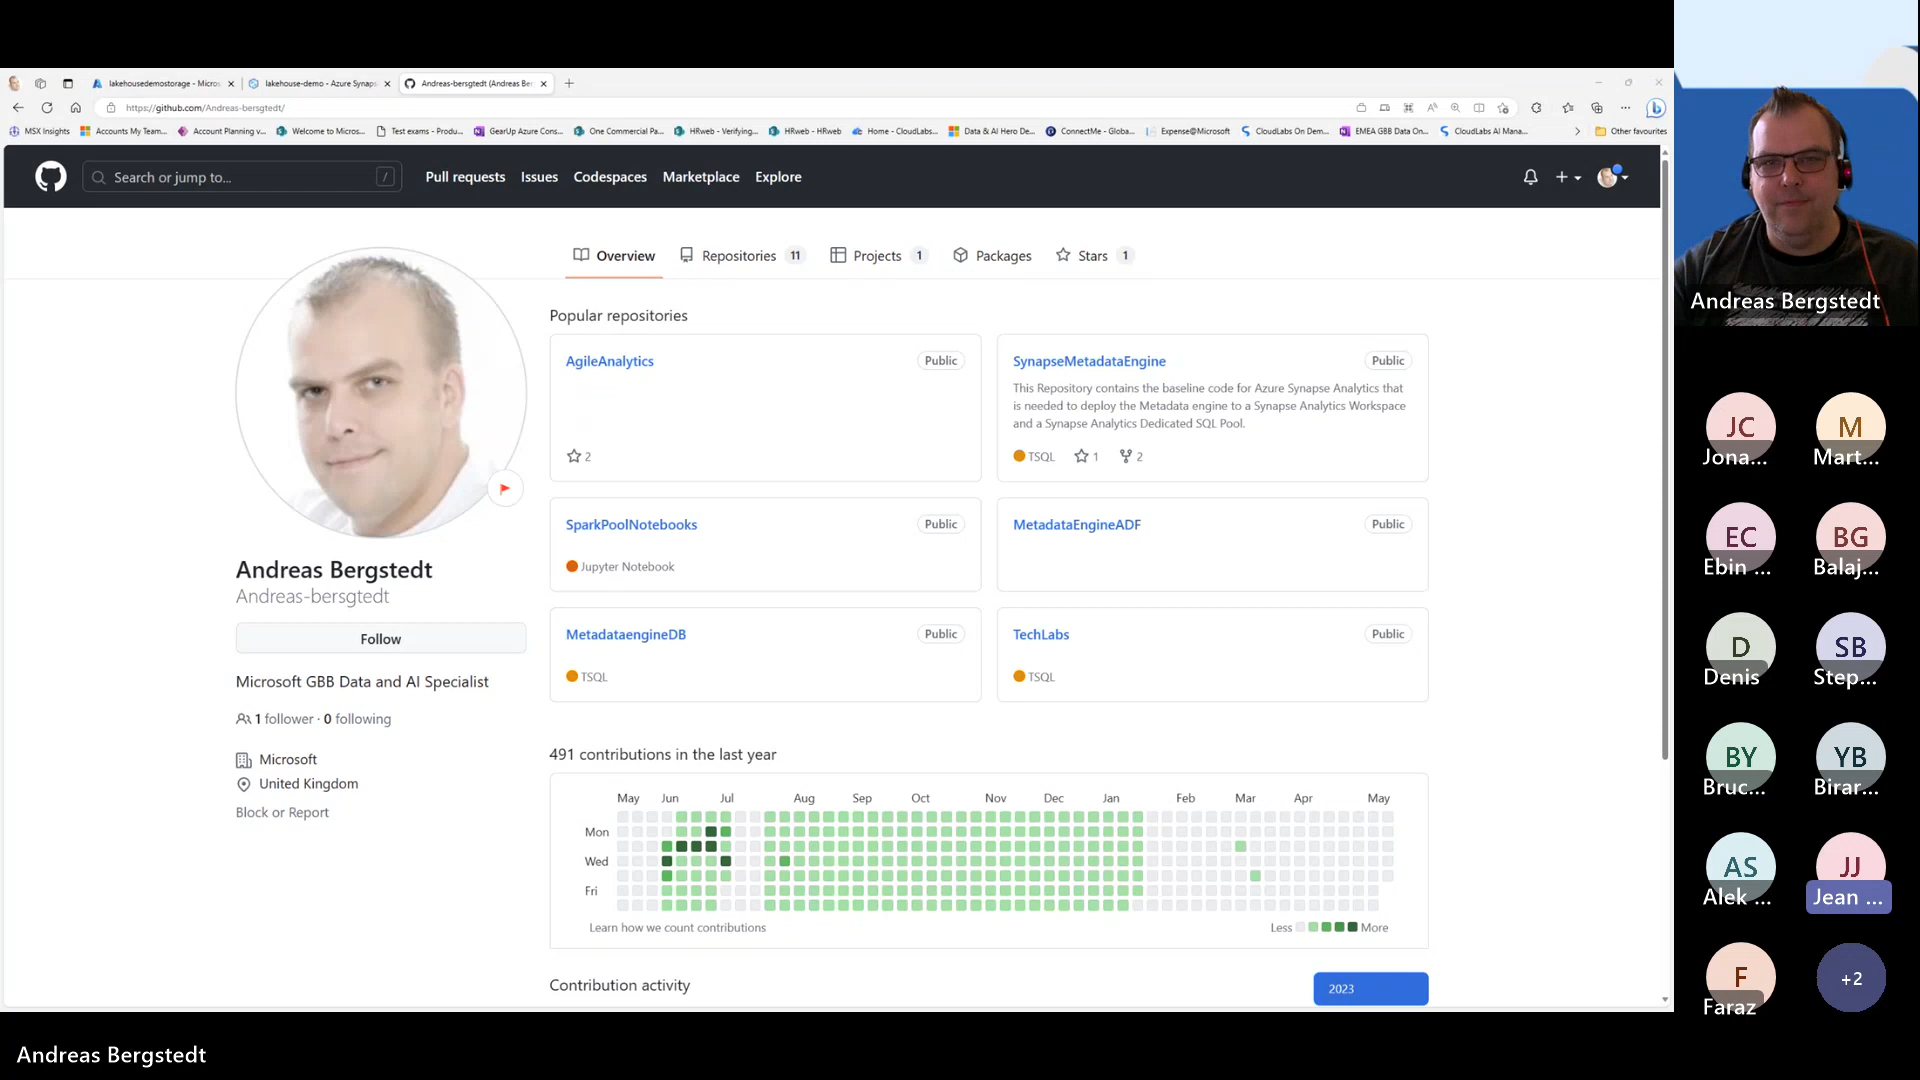 lakehousedemostorage - Micros
lakehouse-demo - Azure Synaps
Andreas-bersgtedt (Andreas Ber
https://github.com/Andreas-bersgtedt/
MSX Insights
Accounts My Team...
Account Planning v...
Welcome to Micros...
Test exams - Produ...
GearUp Azure Cons...
One Commercial Pa...
HRweb - Verifying...
HRweb - HRweb
Home - CloudLabs...
Data & AI Hero De...
ConnectMe - Globa...
Expense@Microsoft
CloudLabs On Dem...
EMEA GBB Data On...
CloudLabs AI Mana...
Other favourites
Search or jump to... /
Pull requests
Issues
Codespaces
Marketplace
Explore
Overview
Repositories 11
Projects 1
Packages
Stars 1
Andreas Bergstedt
Andreas-bersgtedt
Follow
Microsoft GBB Data and AI Specialist
1 follower · 0 following
Microsoft
United Kingdom
Block or Report
Popular repositories
AgileAnalytics
Public
2
SynapseMetadataEngine
Public
This Repository contains the baseline code for Azure Synapse Analytics that
is needed to deploy the Metadata engine to a Synapse Analytics Workspace
and a Synapse Analytics Dedicated SQL Pool.
TSQL 1 2
SparkPoolNotebooks
Public
Jupyter Notebook
MetadataEngineADF
Public
MetadataengineDB
Public
TSQL
TechLabs
Public
TSQL
491 contributions in the last year
May Jun Jul Aug Sep Oct Nov Dec Jan Feb Mar Apr May
Mon
Wed
Fri
Learn how we count contributions
Less More
Contribution activity
2023
Andreas Bergstedt
JC
Jona...
M
Mart...
EC
Ebin ...
BG
Balaj...
D
Denis
SB
Step...
BY
Bruc...
YB
Birar...
AS
Alek ...
JJ
Jean ...
F
Faraz
+2
Andreas Bergstedt